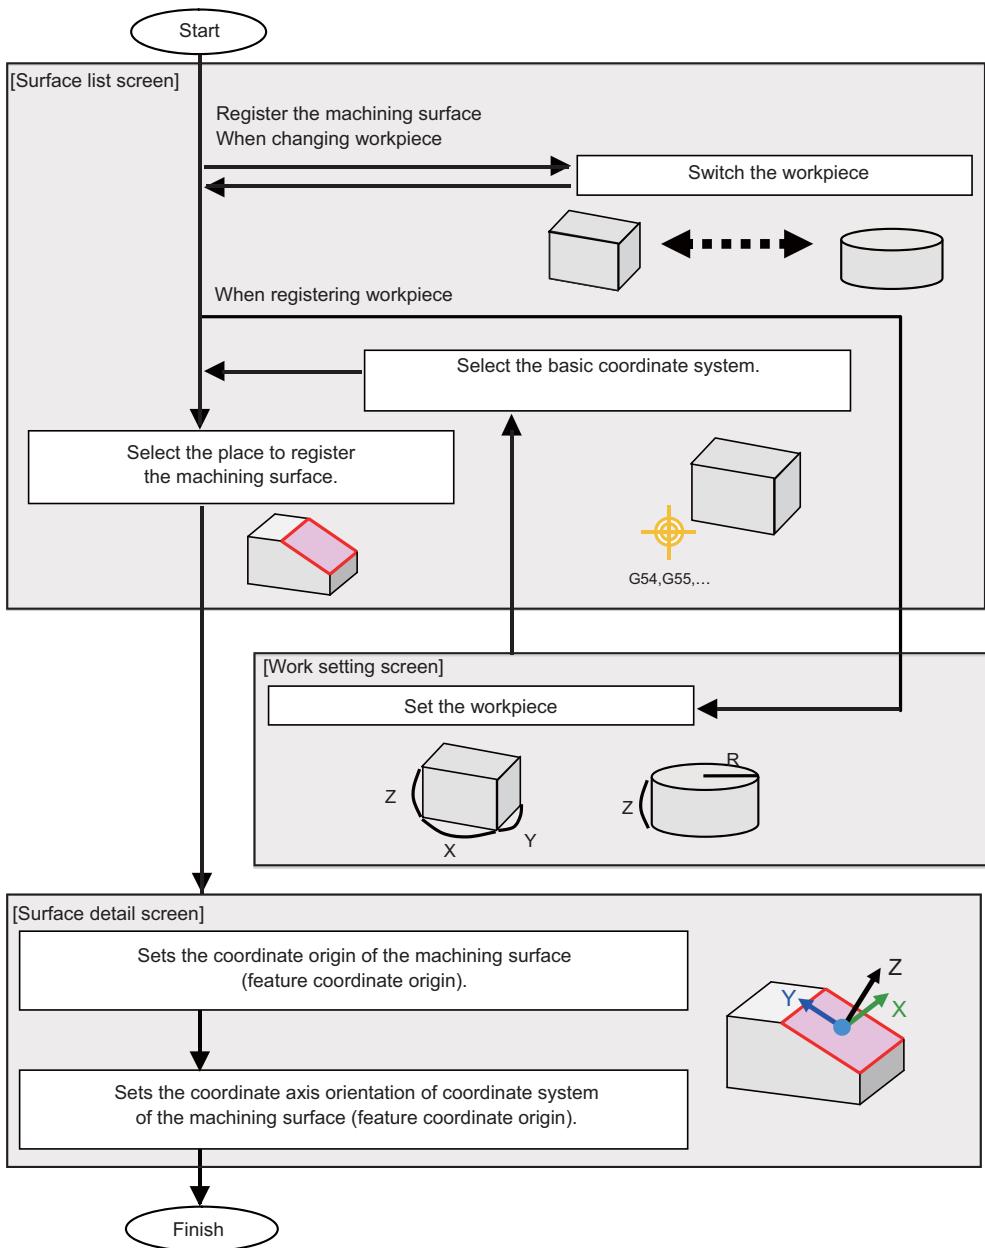 Start
[Surface list screen]
Register the machining surface
When changing workpiece
Switch the workpiece
When registering workpiece
Select the basic coordinate system.
Select the place to register
the machining surface.
G54,G55,...
[Work setting screen]
Set the workpiece
R
Z
Z
Y
X
[Surface detail screen]
Sets the coordinate origin of the machining surface
(feature coordinate origin).
Z
Y
X
Sets the coordinate axis orientation of coordinate system
of the machining surface (feature coordinate origin).
Finish